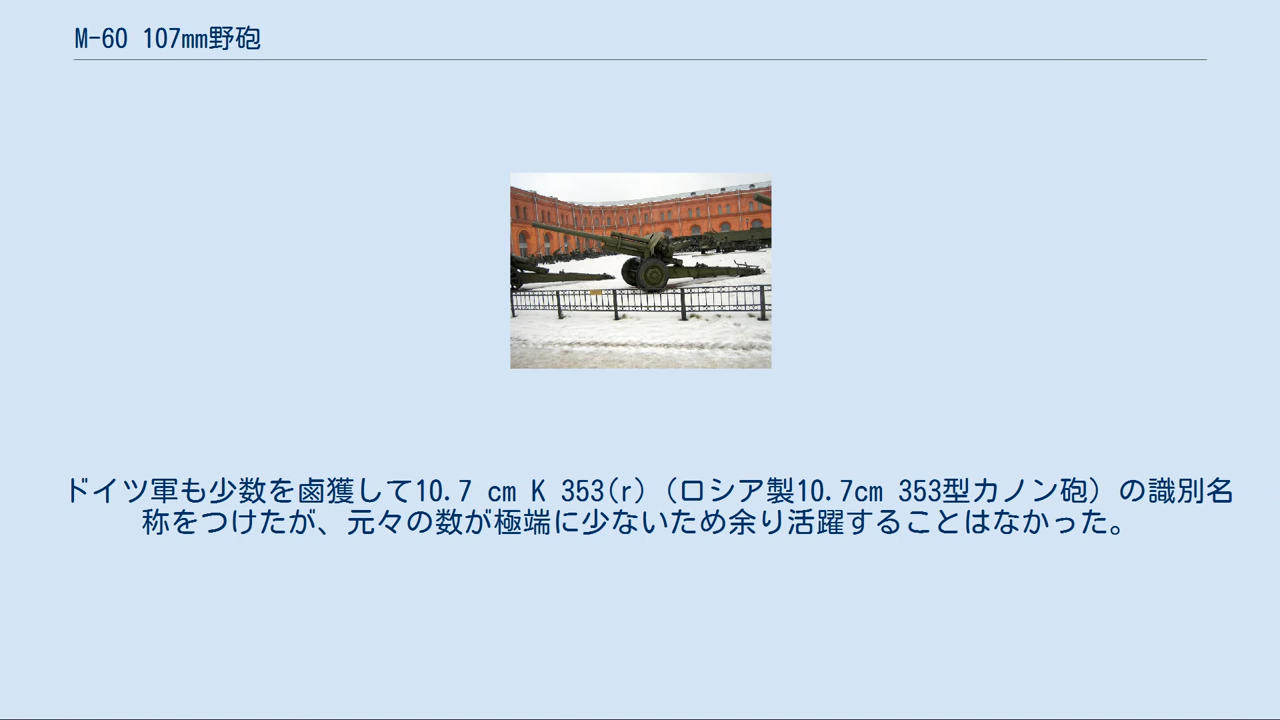 M-60 107mm野砲
ドイツ軍も少数を鹵獲して10.7 cm K 353(r)（ロシア製10.7cm 353型カノン砲）の識別名
称をつけたが、元々の数が極端に少ないため余り活躍することはなかった。